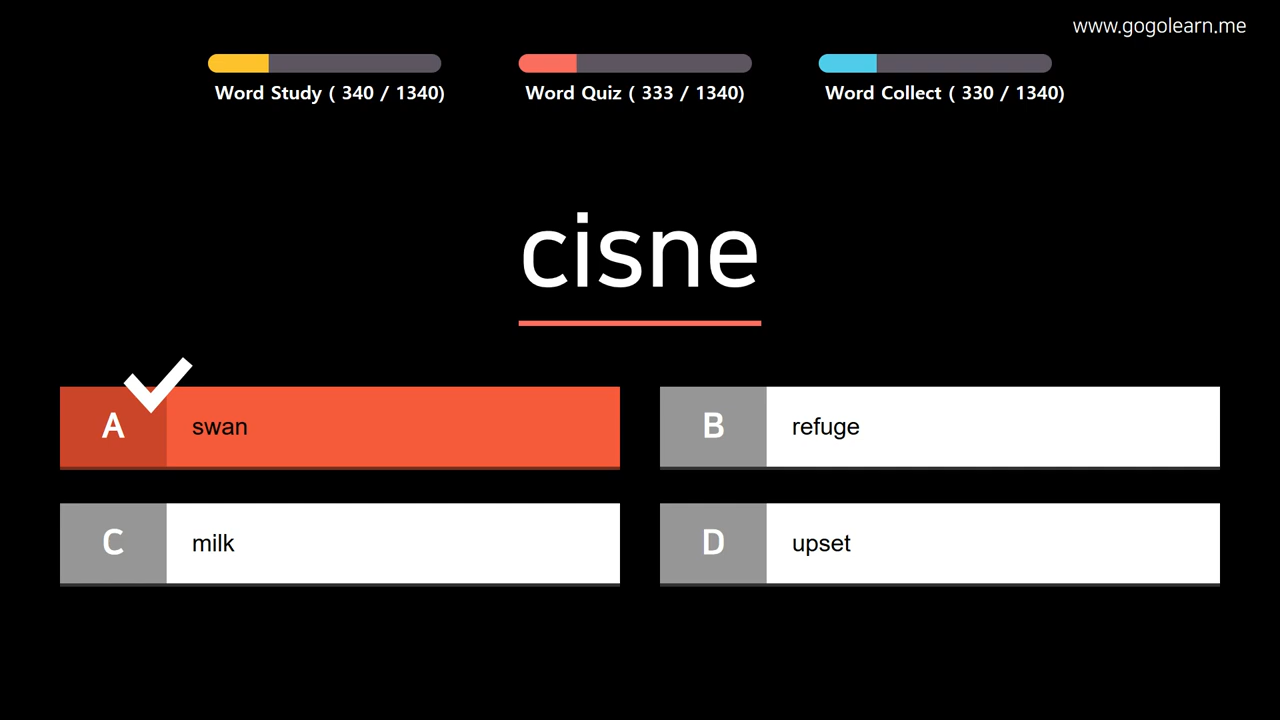 www.gogolearn.me
Word Study ( 340 / 1340)
Word Quiz ( 333 / 1340)
Word Collect ( 330 / 1340)
cisne
A swan
B refuge
C milk
D upset